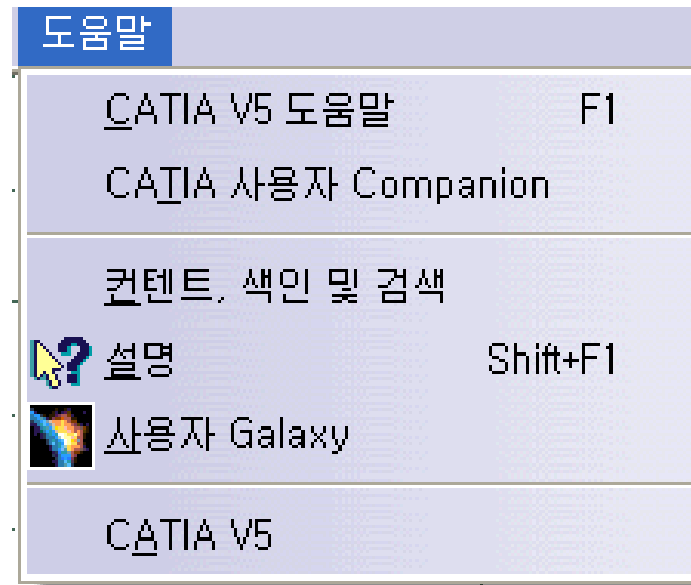 도움말
CATIA V5 도움말 F1
CATIA 사용자 Companion
컨텐트, 색인 및 검색
설명 Shift+F1
사용자 Galaxy
CATIA V5